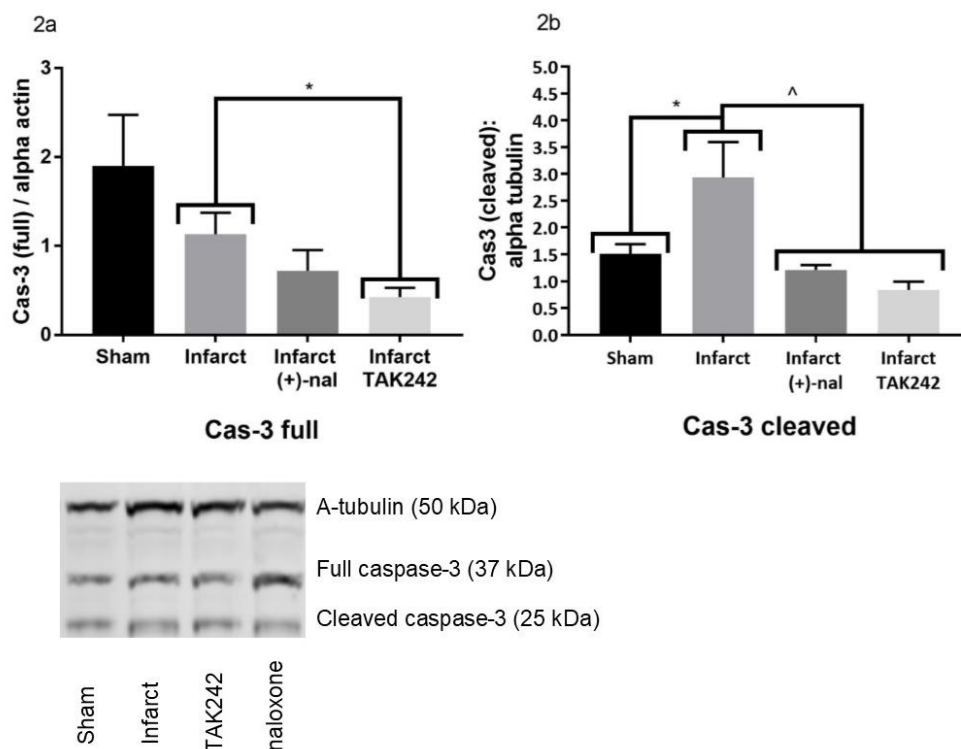 2a
Cas-3 (full) / alpha actin
3
2
1
0
*
Sham
Infarct
Infarct
(+)-nal
Infarct
TAK242
Cas-3 full
2b
Cas3 (cleaved):
alpha tubulin
5.0
4.5
4.0
3.5
3.0
2.5
2.0
1.5
1.0
0.5
0.0
*
^
Sham
Infarct
Infarct
(+)-nal
Infarct
TAK242
Cas-3 cleaved
A-tubulin (50 kDa)
Full caspase-3 (37 kDa)
Cleaved caspase-3 (25 kDa)
Sham
Infarct
TAK242
naloxone